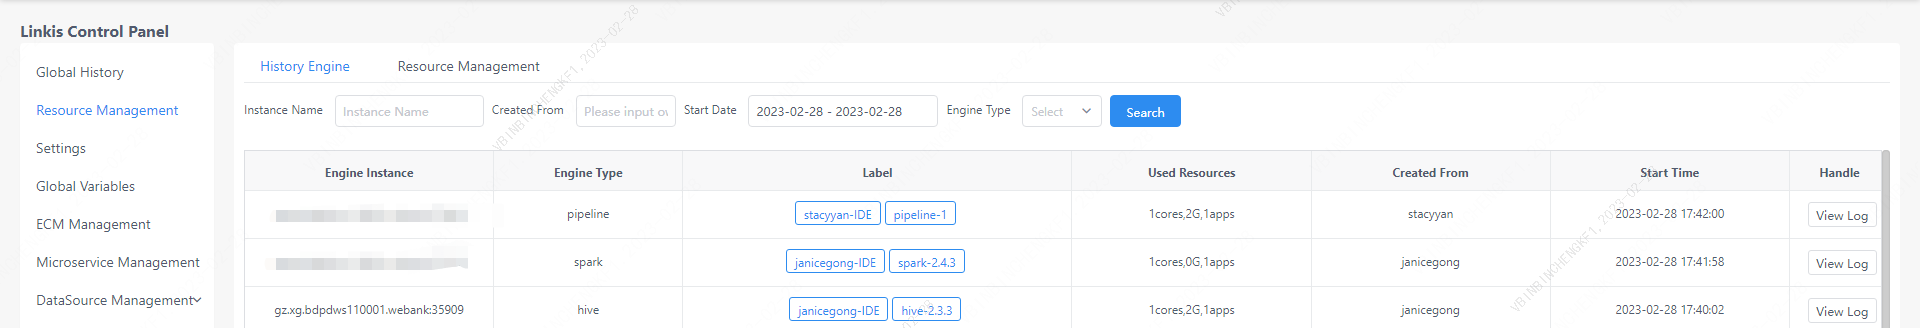 Linkis Control Panel
Global History
Resource Management
Settings
Global Variables
ECM Management
Microservice Management
DataSource Management
History Engine Resource Management
Instance Name Instance Name Created From Please input ov Start Date 2023-02-28 - 2023-02-28 Engine Type Select Search
Engine Instance Engine Type Label Used Resources Created From Start Time Handle
pipeline stacyyan-IDE pipeline-1 1cores,2G,1apps stacyyan 2023-02-28 17:42:00 View Log
spark janicegong-IDE spark-2.4.3 1cores,0G,1apps janicegong 2023-02-28 17:41:58 View Log
gz.xg.bdpdws110001.webank:35909 hive janicegong-IDE hive-2.3.3 1cores,2G,1apps janicegong 2023-02-28 17:40:02 View Log
VBINBINCHENGKF1,2023-02-28